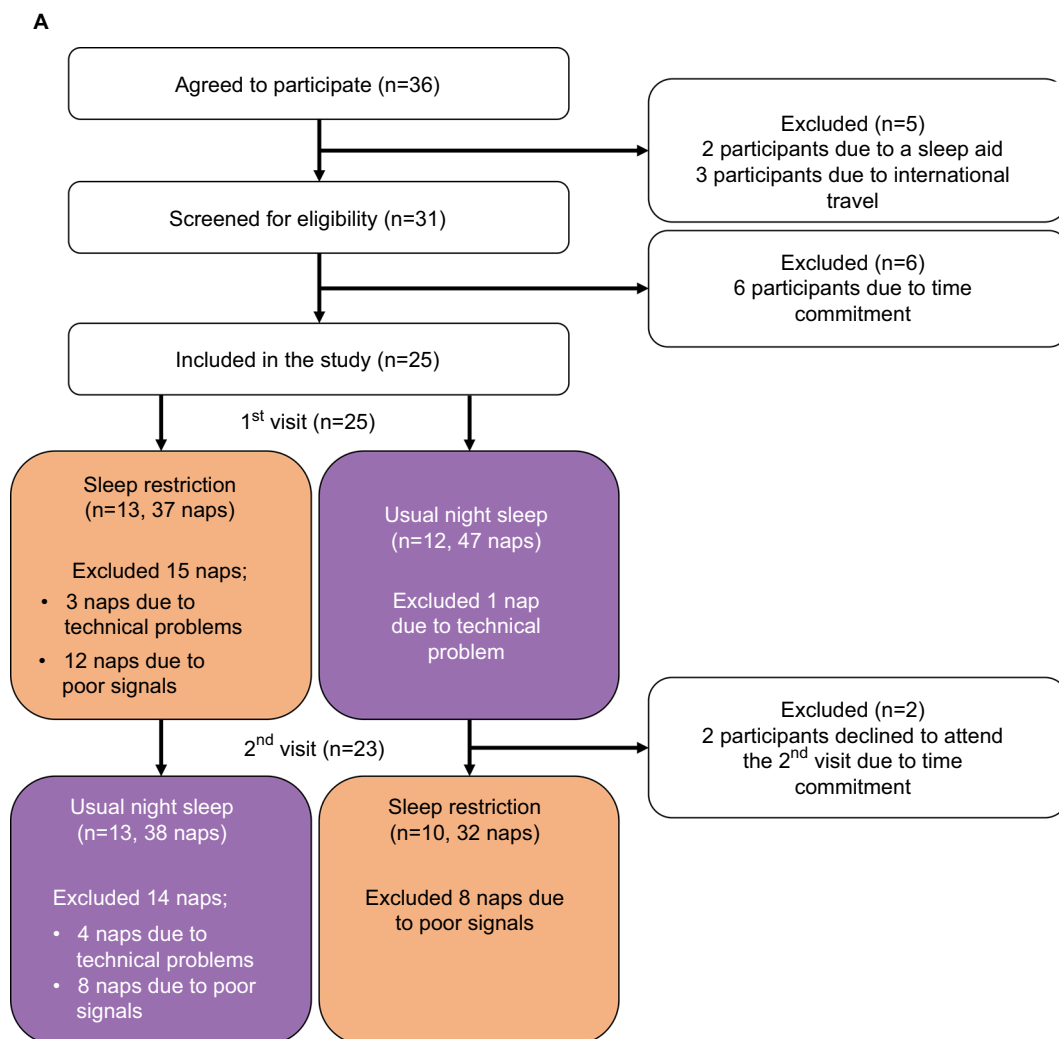 A
Agreed to participate (n=36)
Excluded (n=5)
2 participants due to a sleep aid
3 participants due to international
travel
Screened for eligibility (n=31)
Excluded (n=6)
6 participants due to time
commitment
Included in the study (n=25)
1st visit (n=25)
Sleep restriction
(n=13, 37 naps)
Excluded 15 naps;
• 3 naps due to
technical problems
• 12 naps due to
poor signals
Usual night sleep
(n=12, 47 naps)
Excluded 1 nap
due to technical
problem
2nd visit (n=23)
Excluded (n=2)
2 participants declined to attend
the 2nd visit due to time
commitment
Usual night sleep
(n=13, 38 naps)
Excluded 14 naps;
• 4 naps due to
technical problems
• 8 naps due to poor
signals
Sleep restriction
(n=10, 32 naps)
Excluded 8 naps due
to poor signals